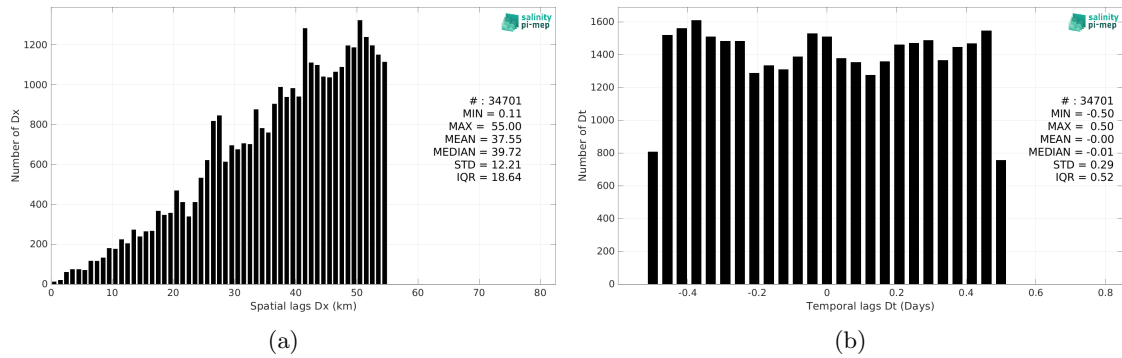 salinity
pi-mep
1200
1000
800
600
400
200
0
Number of Dx
# : 34701
MIN = 0.11
MAX = 55.00
MEAN = 37.55
MEDIAN = 39.72
STD = 12.21
IQR = 18.64
0 10 20 30 40 50 60 70 80
Spatial lags Dx (km)
(a)
salinity
pi-mep
1600
1400
1200
1000
800
600
400
200
0
Number of Dt
# : 34701
MIN = -0.50
MAX = 0.50
MEAN = -0.00
MEDIAN = -0.01
STD = 0.29
IQR = 0.52
-0.4 -0.2 0 0.2 0.4 0.6 0.8
Temporal lags Dt (Days)
(b)